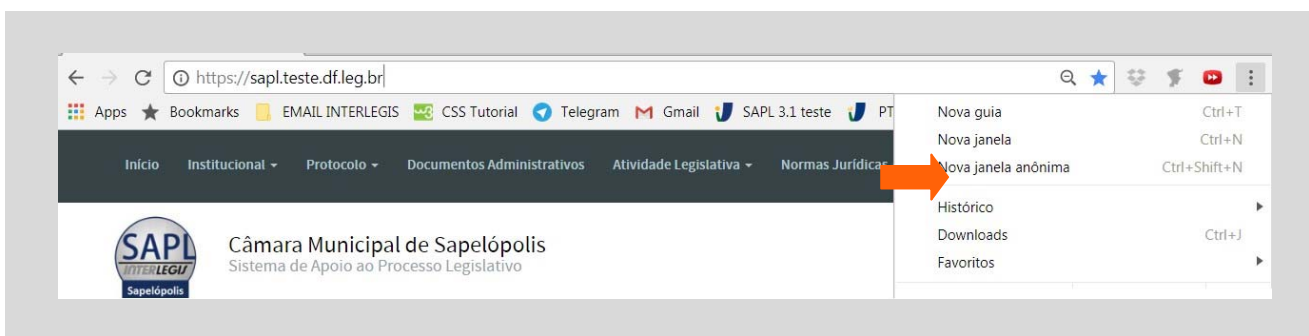 https://sapl.teste.df.leg.br
Apps Bookmarks EMAIL INTERLEGIS CSS Tutorial Telegram Gmail SAPL 3.1 teste PT
Nova guia Ctrl+T
Nova janela Ctrl+N
Nova janela anônima Ctrl+Shift+N
Histórico
Downloads Ctrl+J
Favoritos
Início Institucional Protocolo Documentos Administrativos Atividade Legislativa Normas Jurídicas
SAPL
INTERLEGIS
Sapelópolis
Câmara Municipal de Sapelópolis
Sistema de Apoio ao Processo Legislativo